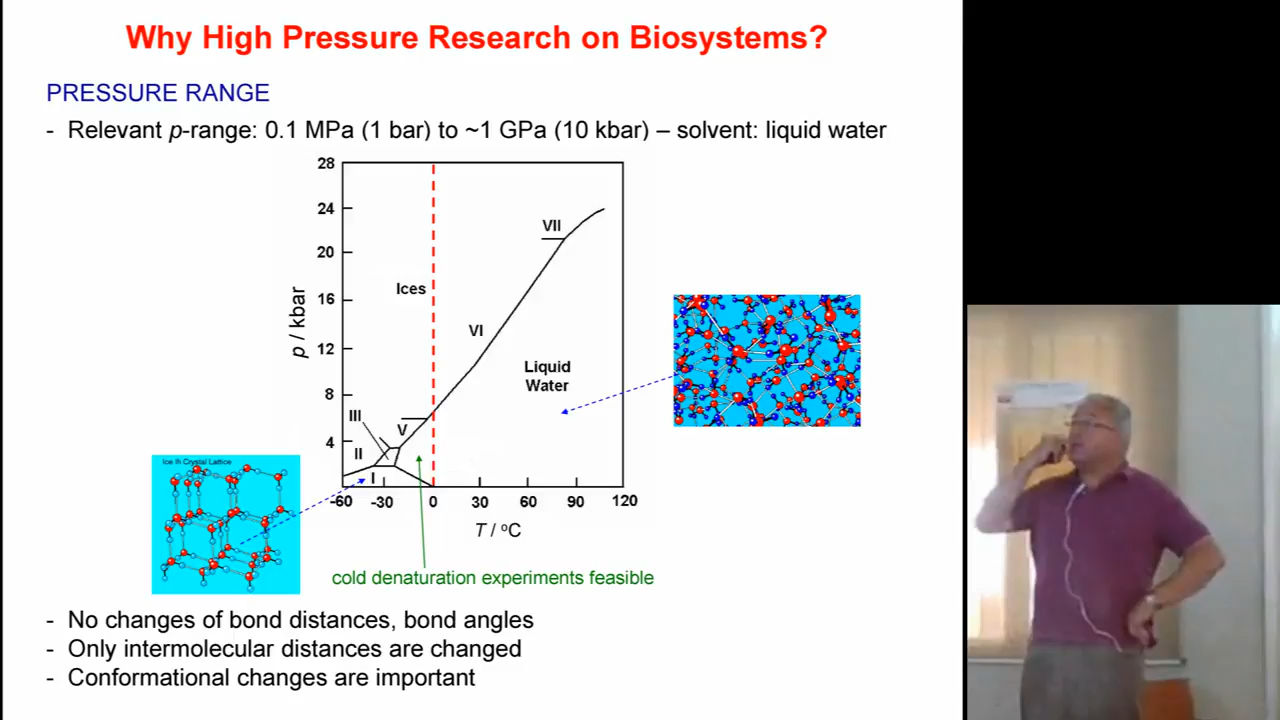 Why High Pressure Research on Biosystems?
PRESSURE RANGE
- Relevant p-range: 0.1 MPa (1 bar) to ~1 GPa (10 kbar) – solvent: liquid water
28
24
20
16
12
8
4
p / kbar
VII
Ices
VI
Liquid
Water
III
V
II
I
-60 -30 0 30 60 90 120
T / °C
Ice Ih Crystal Lattice
cold denaturation experiments feasible
- No changes of bond distances, bond angles
- Only intermolecular distances are changed
- Conformational changes are important